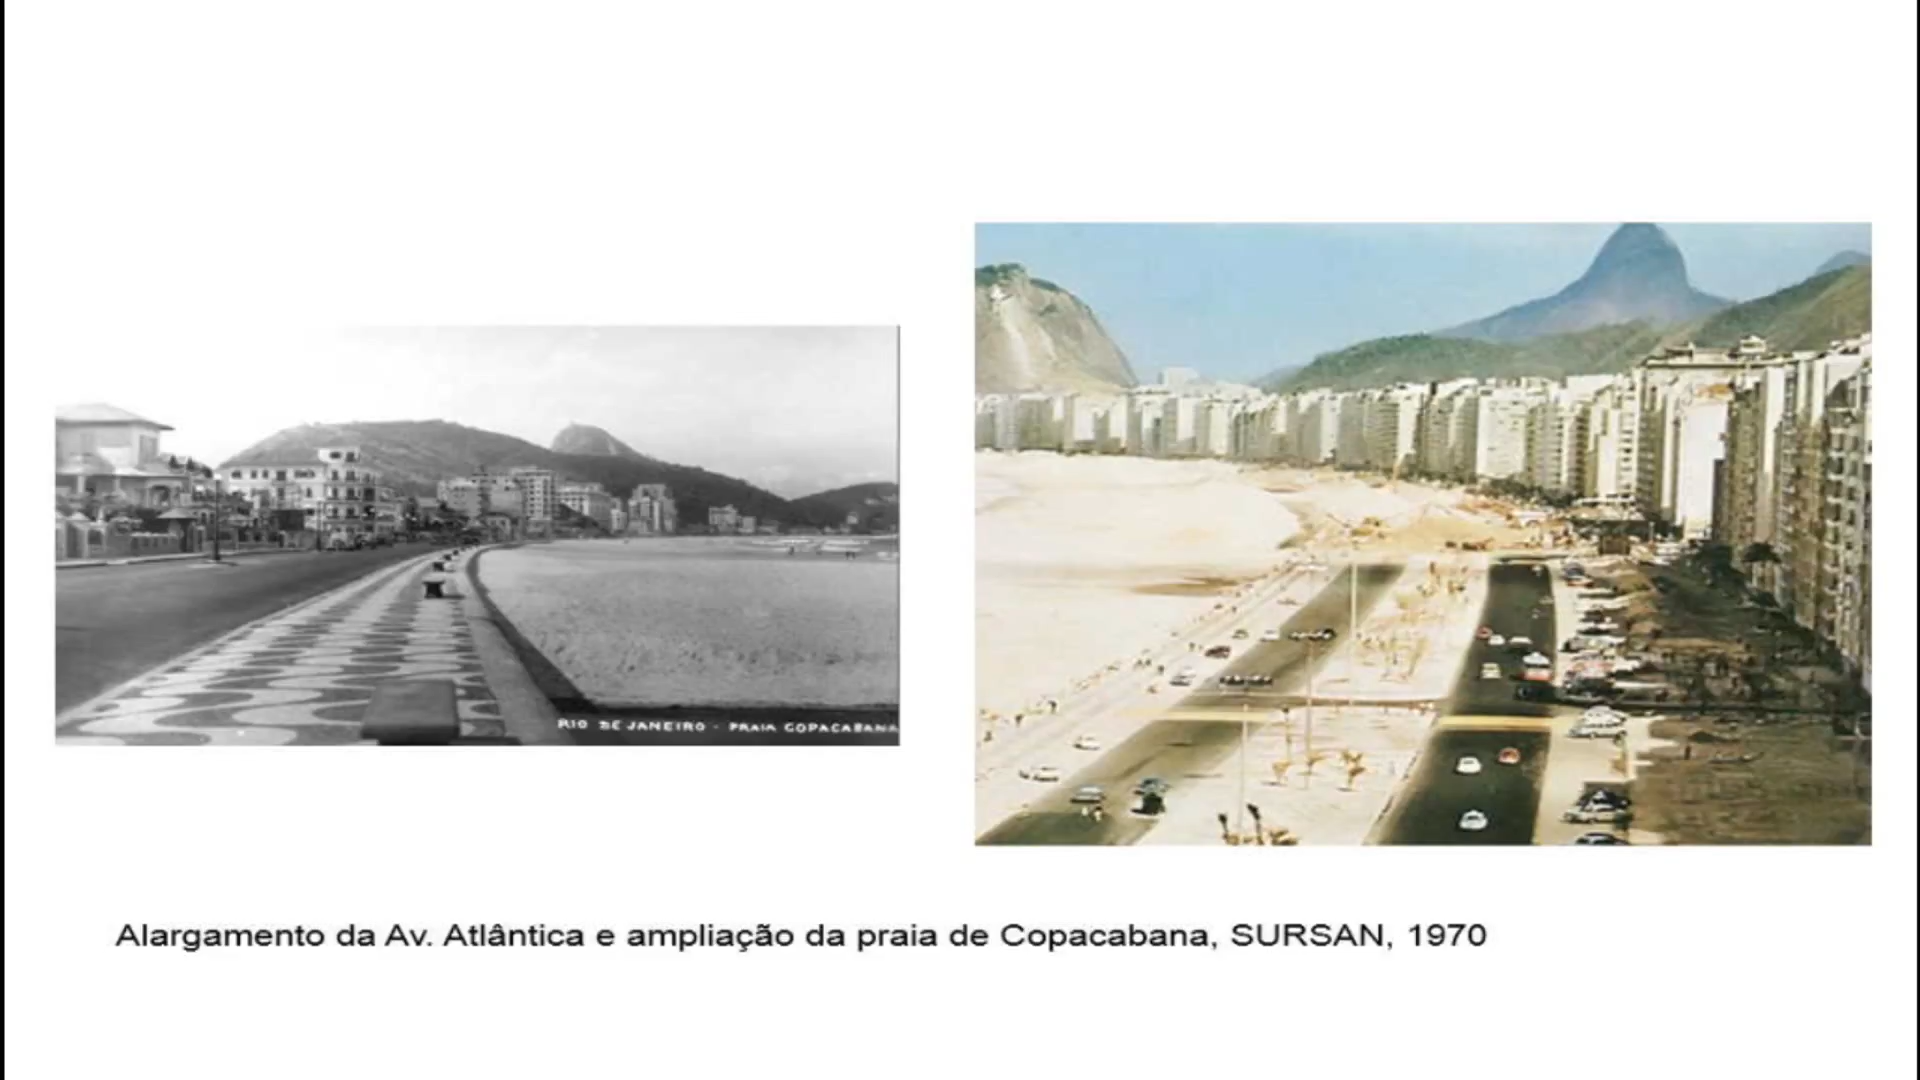 RIO DE JANEIRO - PRAIA COPACABANA
Alargamento da Av. Atlântica e ampliação da praia de Copacabana, SURSAN, 1970